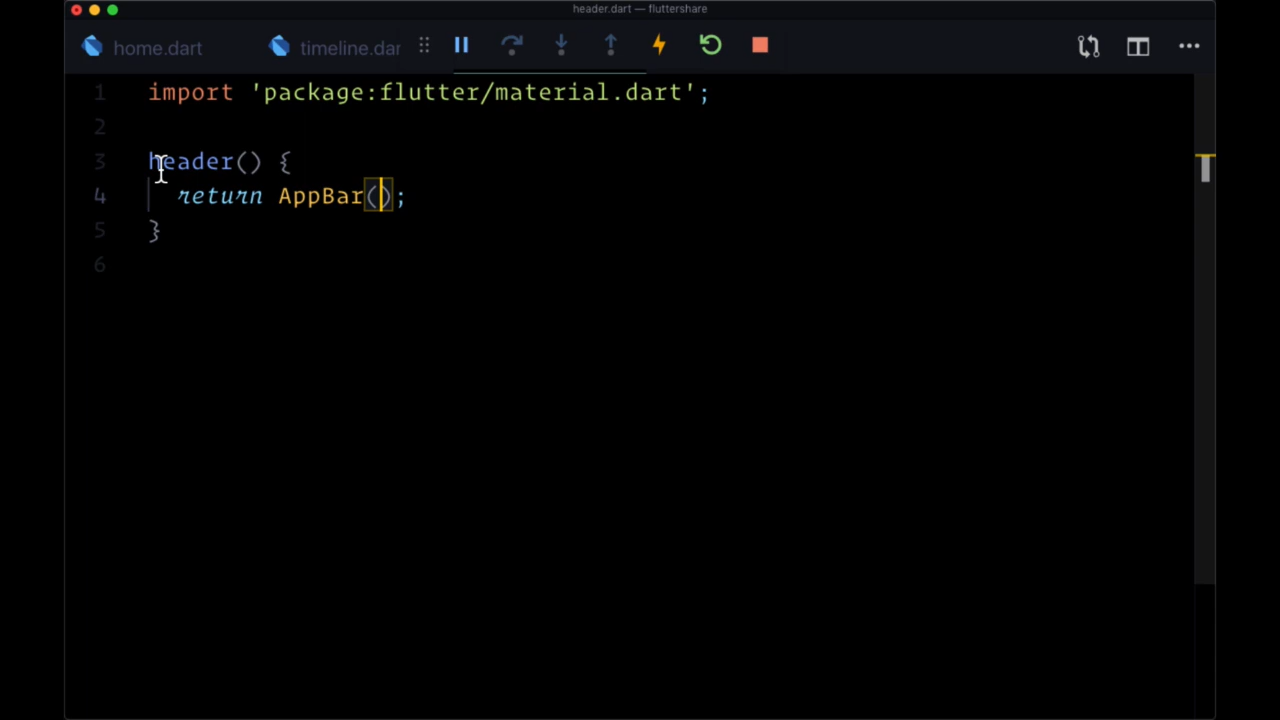 header.dart — fluttershare
home.dart
timeline.dar
1 import 'package:flutter/material.dart';
2
3 header() {
4 return AppBar();
5 }
6